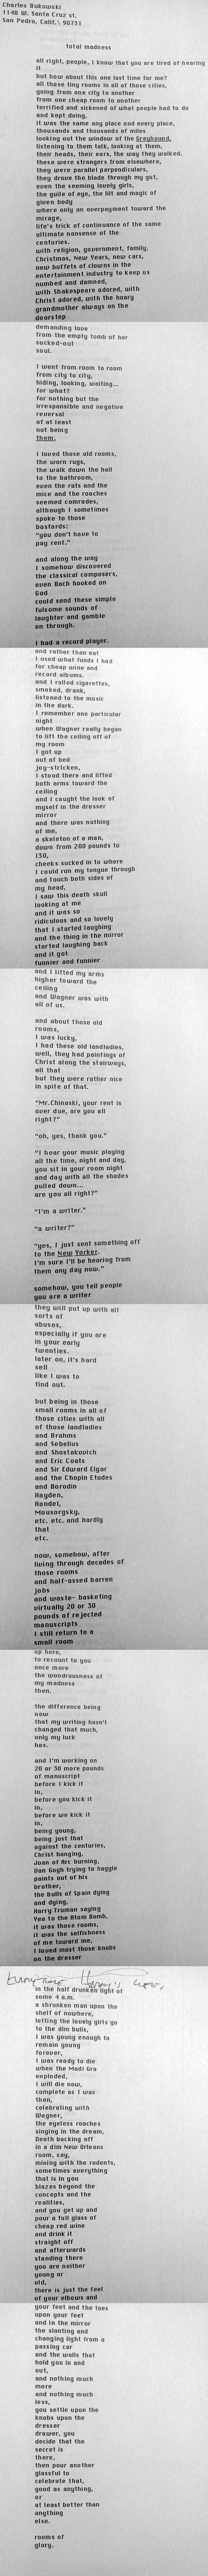 Charles Bukowski
1148 W. Santa Cruz st.
San Pedro, Calif.\ 90731
total madness
all right, people, I know that you are tired of hearing
it
but how about this one last time for me?
all those tiny rooms in all of those cities,
going from one city to another
from one cheap room to another
terrified and sickened of what people had to do
and kept doing,
it was the same any place and every place,
thousands and thousands of miles
looking out the window of the Greyhound,
listening to them talk, looking at them,
their heads, their ears, the way they walked.
these were strangers from elsewhere,
they were parallel perpendiculars,
they drove the blade through my gut,
even the seeming lovely girls,
the guile of eye, the lilt and magic of
given body
where only an overpayment toward the
mirage,
life's trick of continuance of the same
ultimate nonsense of the
centuries.
with religion, government, family,
Christmas, New Years, new cars,
new buffets of clowns in the
entertainment industry to keep us
numbed and damned,
with Shakespeare adored, with
Christ adored, with the hoary
grandmother always on the
doorstep
demanding love
from the empty tomb of her
sucked-out
soul.
I went from room to room
from city to city,
hiding, looking, waiting...
for what?
for nothing but the
irresponsible and negative
reversal
of at least
not being
them.
I loved those old rooms,
the worn rugs,
the walk down the hall
to the bathroom,
even the rats and the
mice and the roaches
seemed comrades,
although I sometimes
spoke to those
bastards:
"you don't have to
pay rent."
and along the way
I somehow discovered
the classical composers,
even Bach hooked on
God
could send these simple
fulsome sounds of
laughter and gamble
on through.
I had a record player.
and rather than eat
I used what funds I had
for cheap wine and
record albums.
and I rolled cigarettes,
smoked, drank,
listened to the music
in the dark.
I remember one particular
night
when Wagner really began
to lift the ceiling off of
my room
I got up
out of bed
joy-stricken,
I stood there and lifted
both arms toward the
ceiling
and I caught the look of
myself in the dresser
mirror
and there was nothing
of me,
a skeleton of a man,
down from 200 pounds to
130,
cheeks sucked in to where
I could run my tongue through
and touch both sides of
my head,
I saw this death skull
looking at me
and it was so
ridiculous and so lovely
that I started laughing
and the thing in the mirror
started laughing back
and it got
funnier and funnier
and I lifted my arms
higher toward the
ceiling
and Wagner was with
all of us.
and about those old
rooms,
I was lucky,
I had these old landladies,
well, they had paintings of
Christ along the stairways,
all that
but they were rather nice
in spite of that.
"Mr.Chinaski, your rent is
over due, are you all
right?"
"oh, yes, thank you."
"I hear your music playing
all the time, night and day,
you sit in your room night
and day with all the shades
pulled down...
are you all right?"
"I'm a writer."
"a writer?"
"yes, I just sent something off
to the New Yorker.
I'm sure I'll be hearing from
them any day now."
somehow, you tell people
you are a writer
they will put up with all
sorts of
abuses,
especially if you are
in your early
twenties.
later on, it's hard
sell
like I was to
find out.
but being in those
small rooms in all of
those cities with all
of those landladies
and Brahms
and Sebelius
and Shostakovich
and Eric Coats
and Sir Edward Elgar
and the Chopin Etudes
and Borodin
Hayden,
Handel,
Mousorgsky,
etc. etc. and hardly
that
etc.
now, somehow, after
living through decades of
those rooms
and half-assed barren
jobs
and waste- basketing
virtually 20 or 30
pounds of rejected
manuscripts
I still return to a
small room
up here,
to recount to you
once more
the wondriousness of
my madness
then.
the difference being
now
that my writing hasn't
changed that much,
only my luck
has.
and I'm working on
20 or 30 more pounds
of manuscript
before I kick it
in,
before you kick it
in,
before we kick it
in,
being young,
being just that
against the centuries,
Christ hanging,
Joan of Arc burning,
Van Gogh trying to haggle
paints out of his
brother,
the bulls of Spain dying
and dying,
Harry Truman saying
Yea to the Atom Bomb,
it was those rooms,
it was the selfishness
of me toward me,
I loved most those knobs
on the dresser
in the half drunken light of
some 4 a.m.
a shrunken man upon the
shelf of nowhere,
letting the lovely girls go
to the dim bulls,
I was young enough to
remain young
forever,
I was ready to die
when the Madi Gra
exploded,
I will die now,
complete as I was
then,
celebrating with
Wagner,
the eyeless roaches
singing in the dream,
Death backing off
in a dim New Orleans
room, say,
mixing with the rodents,
sometimes everything
that is in you
blazes beyond the
concepts and the
realities,
and you get up and
pour a full glass of
cheap red wine
and drink it
straight off
and afterwards
standing there
you are neither
young or
old,
there is just the feel
of your elbows and
your feet and the toes
upon your feet
and in the mirror
the slanting and
changing light from a
passing car
and the walls that
hold you in and
out,
and nothing much
more
and nothing much
less,
you settle upon the
knobs upon the
dresser
drawer, you
decide that the
secret is
there,
then pour another
glassful to
celebrate that,
good as anything,
or
at least better than
anything
else.
rooms of
glory.